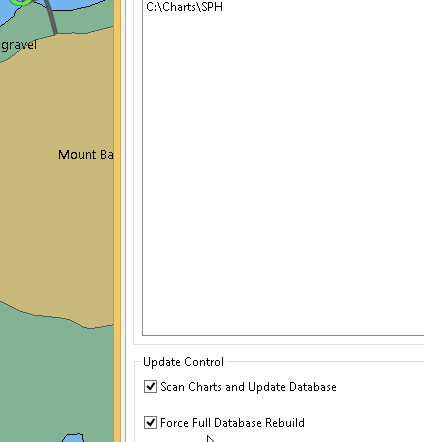 C:\Charts\SPH
gravel
Mount Ba
Update Control
Scan Charts and Update Database
Force Full Database Rebuild